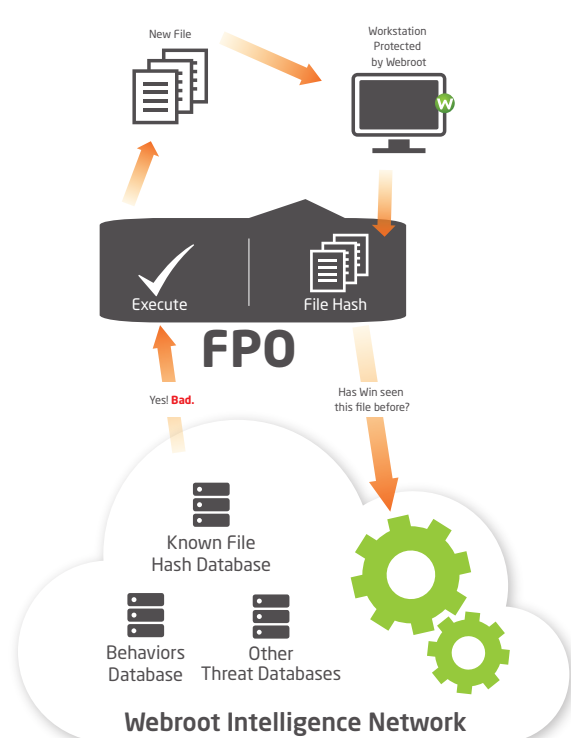 New File
Workstation
Protected
by Webroot
W
Execute
File Hash
FPO
Yes! Bad.
Has Win seen
this file before?
Known File
Hash Database
Behaviors
Database
Other
Threat Databases
Webroot Intelligence Network